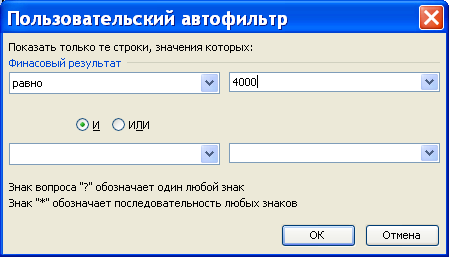 Пользовательский автофильтр
Показать только те строки, значения которых:
Финасовый результат
равно 4000
И ИЛИ
Знак вопроса "?" обозначает один любой знак
Знак "*" обозначает последовательность любых знаков
ОК Отмена